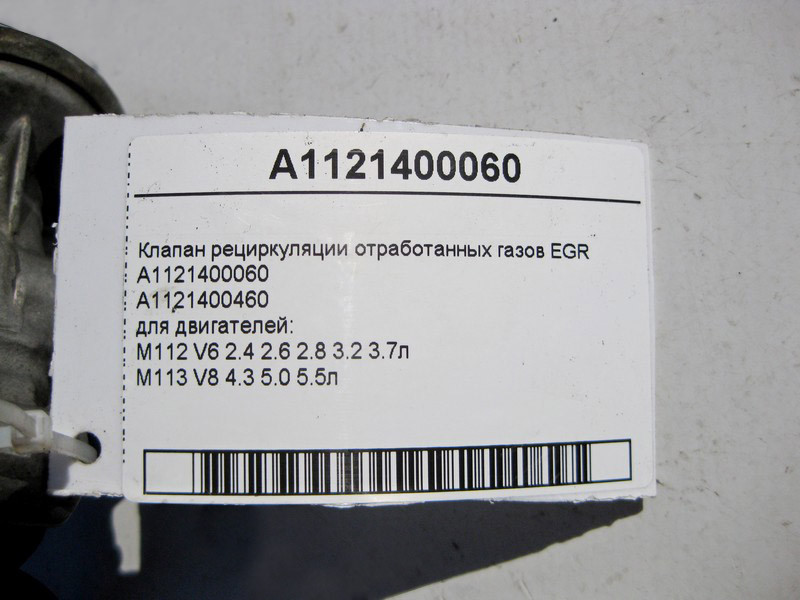 A1121400060
Клапан рециркуляции отработанных газов EGR
A1121400060
A1121400460
для двигателей:
M112 V6 2.4 2.6 2.8 3.2 3.7л
M113 V8 4.3 5.0 5.5л